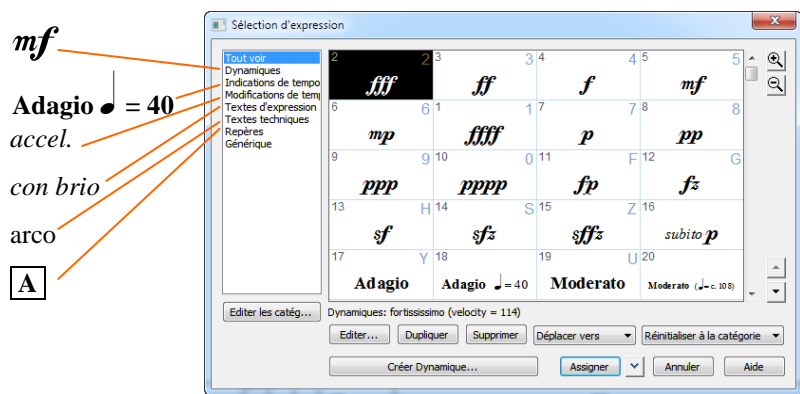 mf
Adagio ♩ = 40
accel.
con brio
arco
A
Sélection d'expression
Tout voir
Dynamiques
Indications de tempo
Modifications de tem
Textes d'expression
Textes techniques
Repères
Générique
2 2 3 3 4 4 5 5
fff ff f mf
6 6 1 1 7 7 8 8
mp ffff p pp
9 9 10 0 11 F 12 G
ppp pppp fp fz
13 H 14 S 15 Z 16
sf sfz sffz subito p
17 Y 18 19 U 20
Adagio Adagio ♩=40 Moderato Moderato (♩=c. 108)
Editer les catég... Dynamiques: fortississimo (velocity = 114)
Editer... Dupliquer Supprimer Déplacer vers Réinitialiser à la catégorie
Créer Dynamique... Assigner Annuler Aide